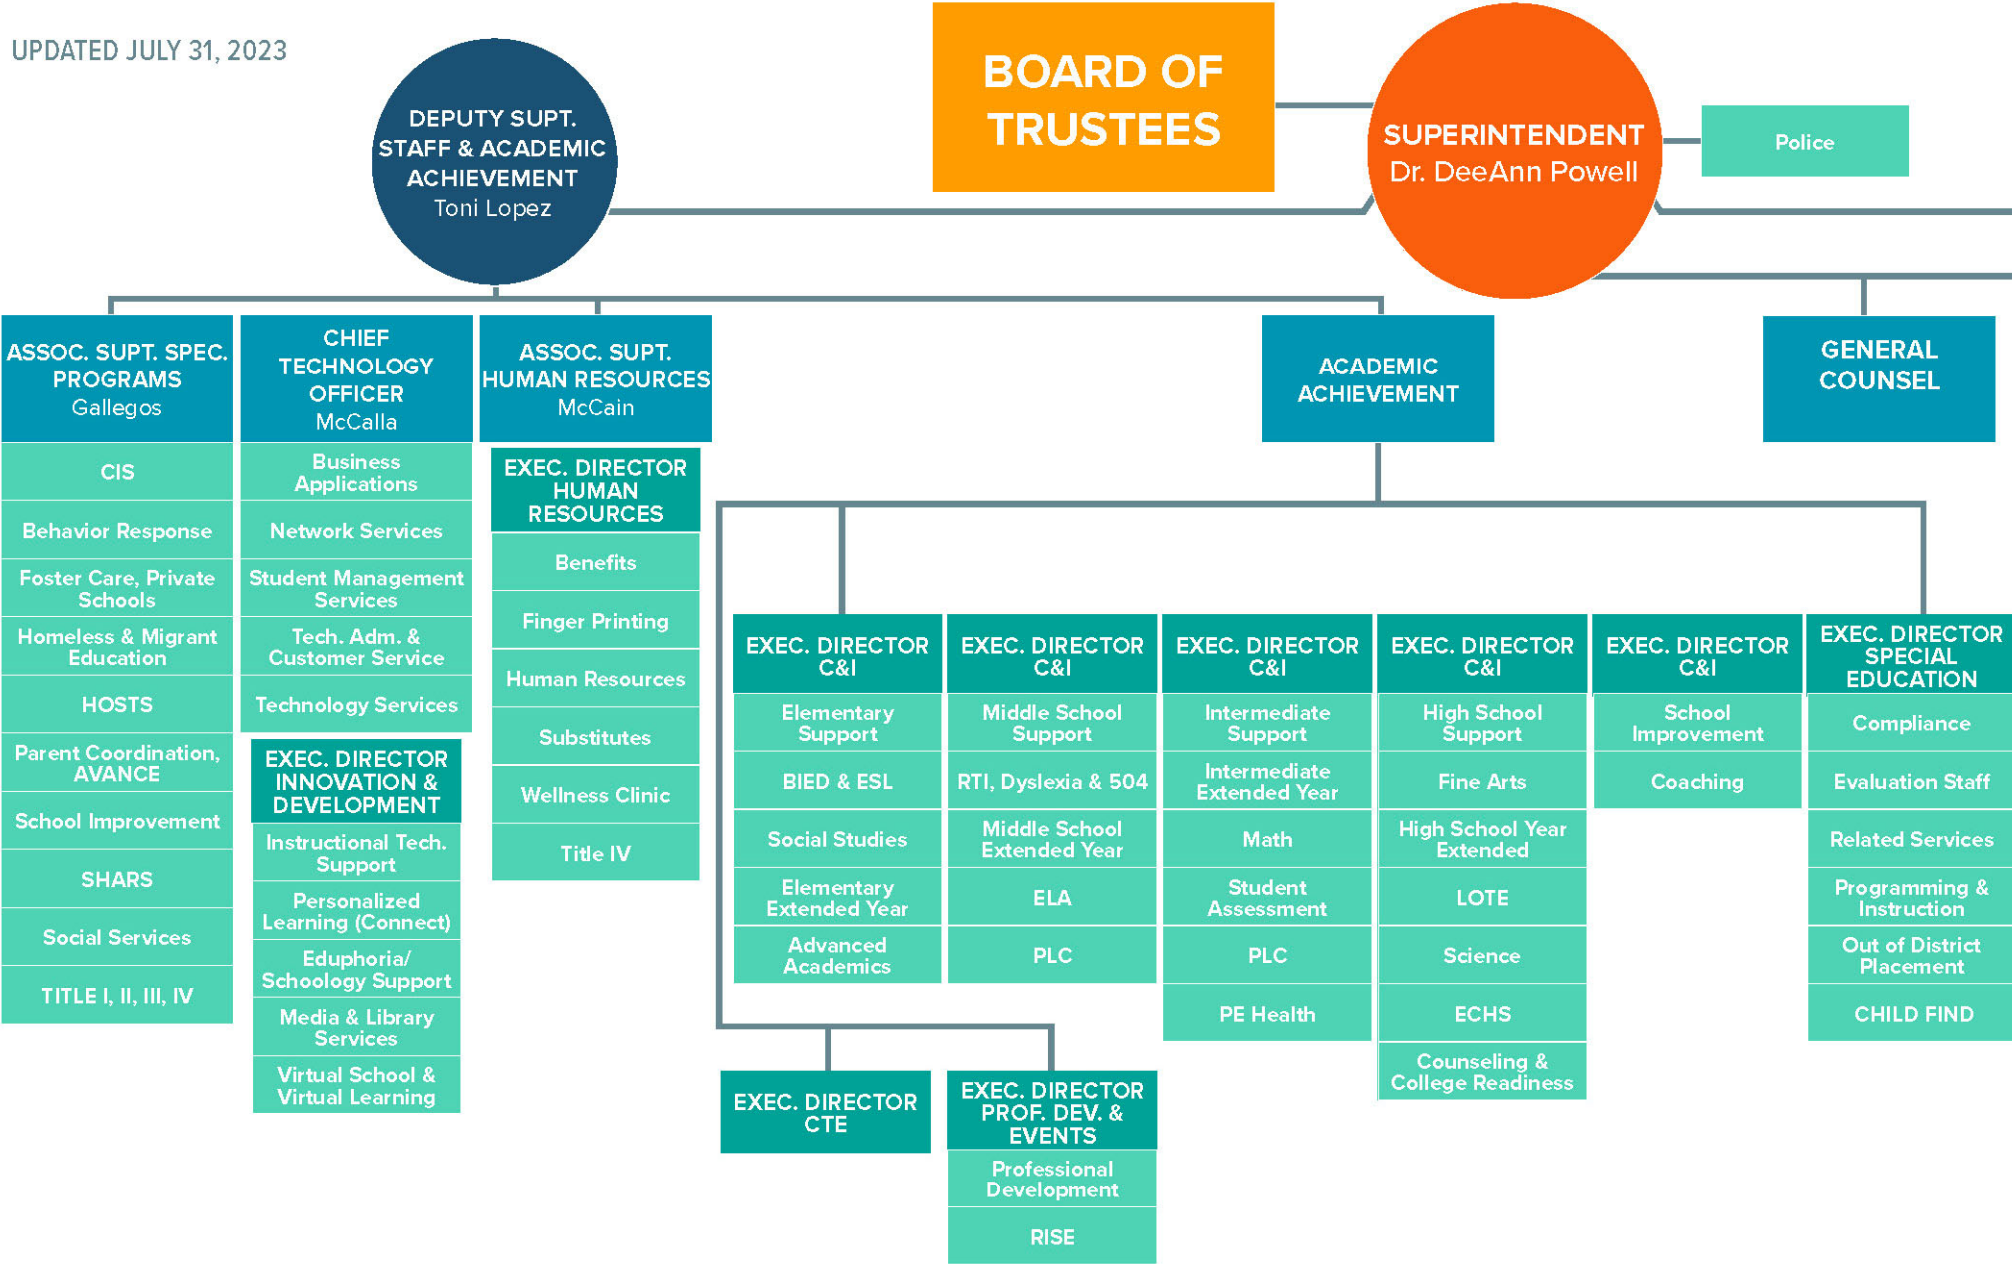 UPDATED JULY 31, 2023
DEPUTY SUPT.
STAFF & ACADEMIC
ACHIEVEMENT
Toni Lopez
BOARD OF
TRUSTEES
SUPERINTENDENT
Dr. DeeAnn Powell
Police
ASSOC. SUPT. SPEC.
PROGRAMS
Gallegos
CIS
Behavior Response
Foster Care, Private
Schools
Homeless & Migrant
Education
HOSTS
Parent Coordination,
AVANCE
School Improvement
SHARS
Social Services
TITLE I, II, III, IV
CHIEF
TECHNOLOGY
OFFICER
McCalla
Business
Applications
Network Services
Student Management
Services
Tech. Adm. &
Customer Service
Technology Services
EXEC. DIRECTOR
INNOVATION &
DEVELOPMENT
Instructional Tech.
Support
Personalized
Learning (Connect)
Eduphoria/
Schoology Support
Media & Library
Services
Virtual School &
Virtual Learning
ASSOC. SUPT.
HUMAN RESOURCES
McCain
EXEC. DIRECTOR
HUMAN
RESOURCES
Benefits
Finger Printing
Human Resources
Substitutes
Wellness Clinic
Title IV
ACADEMIC
ACHIEVEMENT
GENERAL
COUNSEL
EXEC. DIRECTOR
C&I
Elementary
Support
BIED & ESL
Social Studies
Elementary
Extended Year
Advanced
Academics
EXEC. DIRECTOR
C&I
Middle School
Support
RTI, Dyslexia & 504
Middle School
Extended Year
ELA
PLC
EXEC. DIRECTOR
C&I
Intermediate
Support
Intermediate
Extended Year
Math
Student
Assessment
PLC
PE Health
EXEC. DIRECTOR
C&I
High School
Support
Fine Arts
High School Year
Extended
LOTE
Science
ECHS
Counseling &
College Readiness
EXEC. DIRECTOR
C&I
School
Improvement
Coaching
EXEC. DIRECTOR
SPECIAL
EDUCATION
Compliance
Evaluation Staff
Related Services
Programming &
Instruction
Out of District
Placement
CHILD FIND
EXEC. DIRECTOR
CTE
EXEC. DIRECTOR
PROF. DEV. &
EVENTS
Professional
Development
RISE